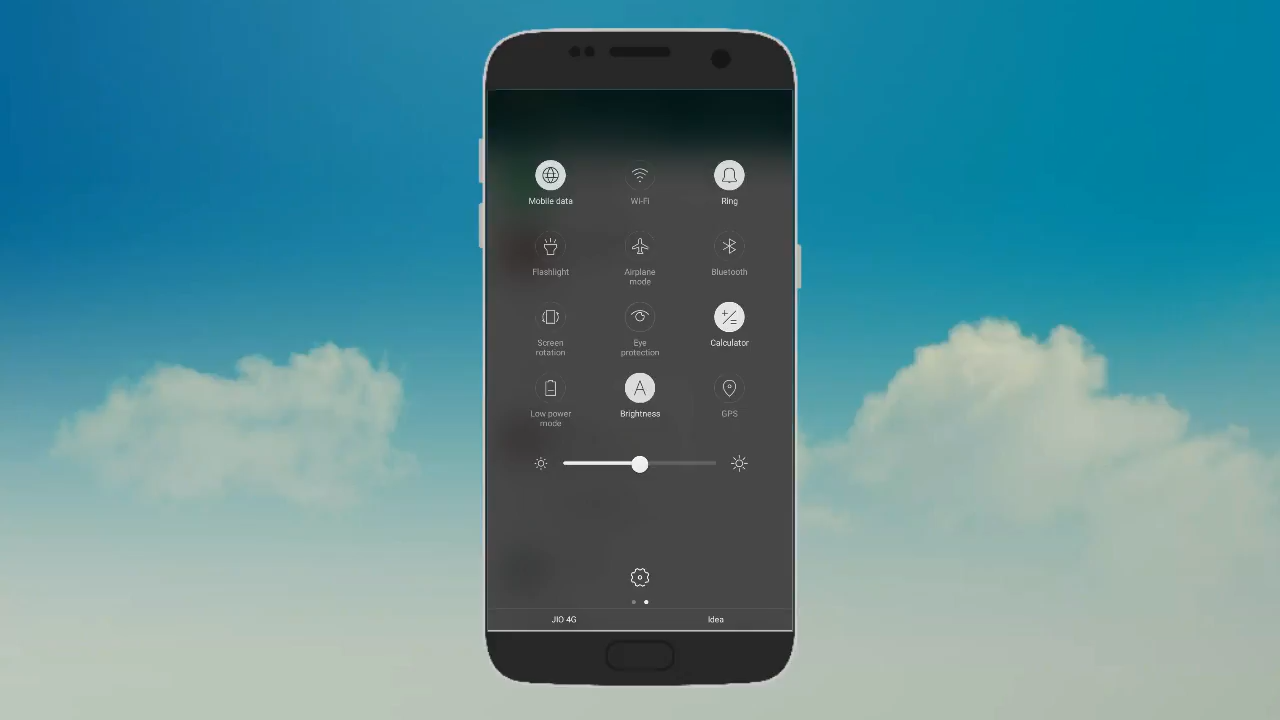 Mobile data
Wi-Fi
Ring
Flashlight
Airplane
mode
Bluetooth
Screen
rotation
Eye
protection
Calculator
Low power
mode
Brightness
GPS
JIO 4G
Idea